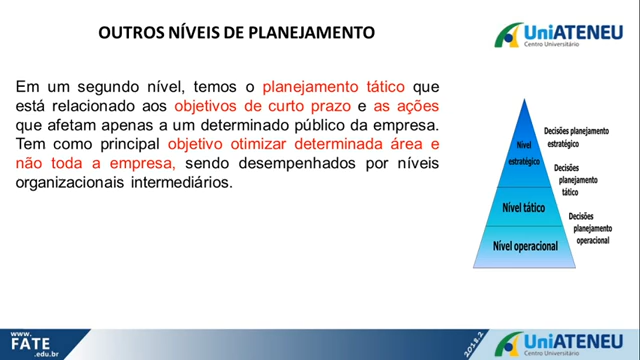 OUTROS NÍVEIS DE PLANEJAMENTO
UniATENEU
Centro Universitário
Em um segundo nível, temos o planejamento tático que
está relacionado aos objetivos de curto prazo e as ações
que afetam apenas a um determinado público da empresa.
Tem como principal objetivo otimizar determinada área e
não toda a empresa, sendo desempenhados por níveis
organizacionais intermediários.
Nível
estratégico
Decisões planejamento
estratégico
Decisões
planejamento
tático
Nível tático
Decisões
planejamento
operacional
Nível operacional
www.
FATE
.edu.br
2018.2
UniATENEU
Centro Universitário